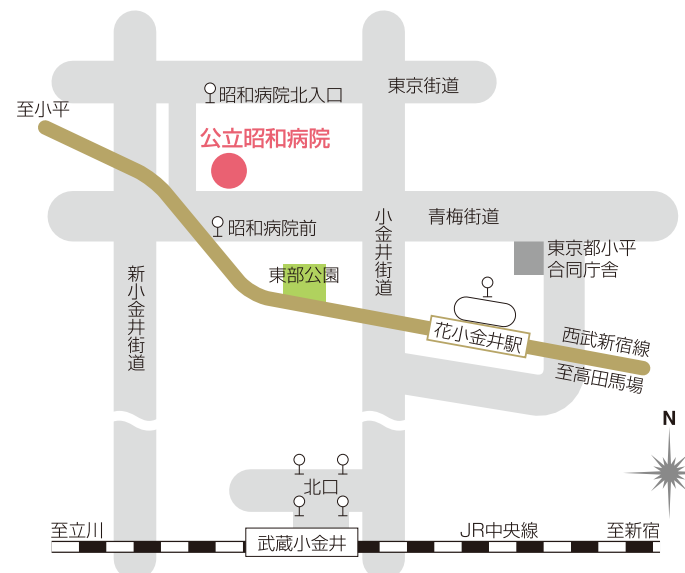 東京街道
昭和病院北入口
至小平
公立昭和病院
青梅街道
昭和病院前
小金井街道
東京都小平
合同庁舎
新小金井街道
東部公園
花小金井駅
西武新宿線
至高田馬場
N
北口
至立川
武蔵小金井
JR中央線
至新宿